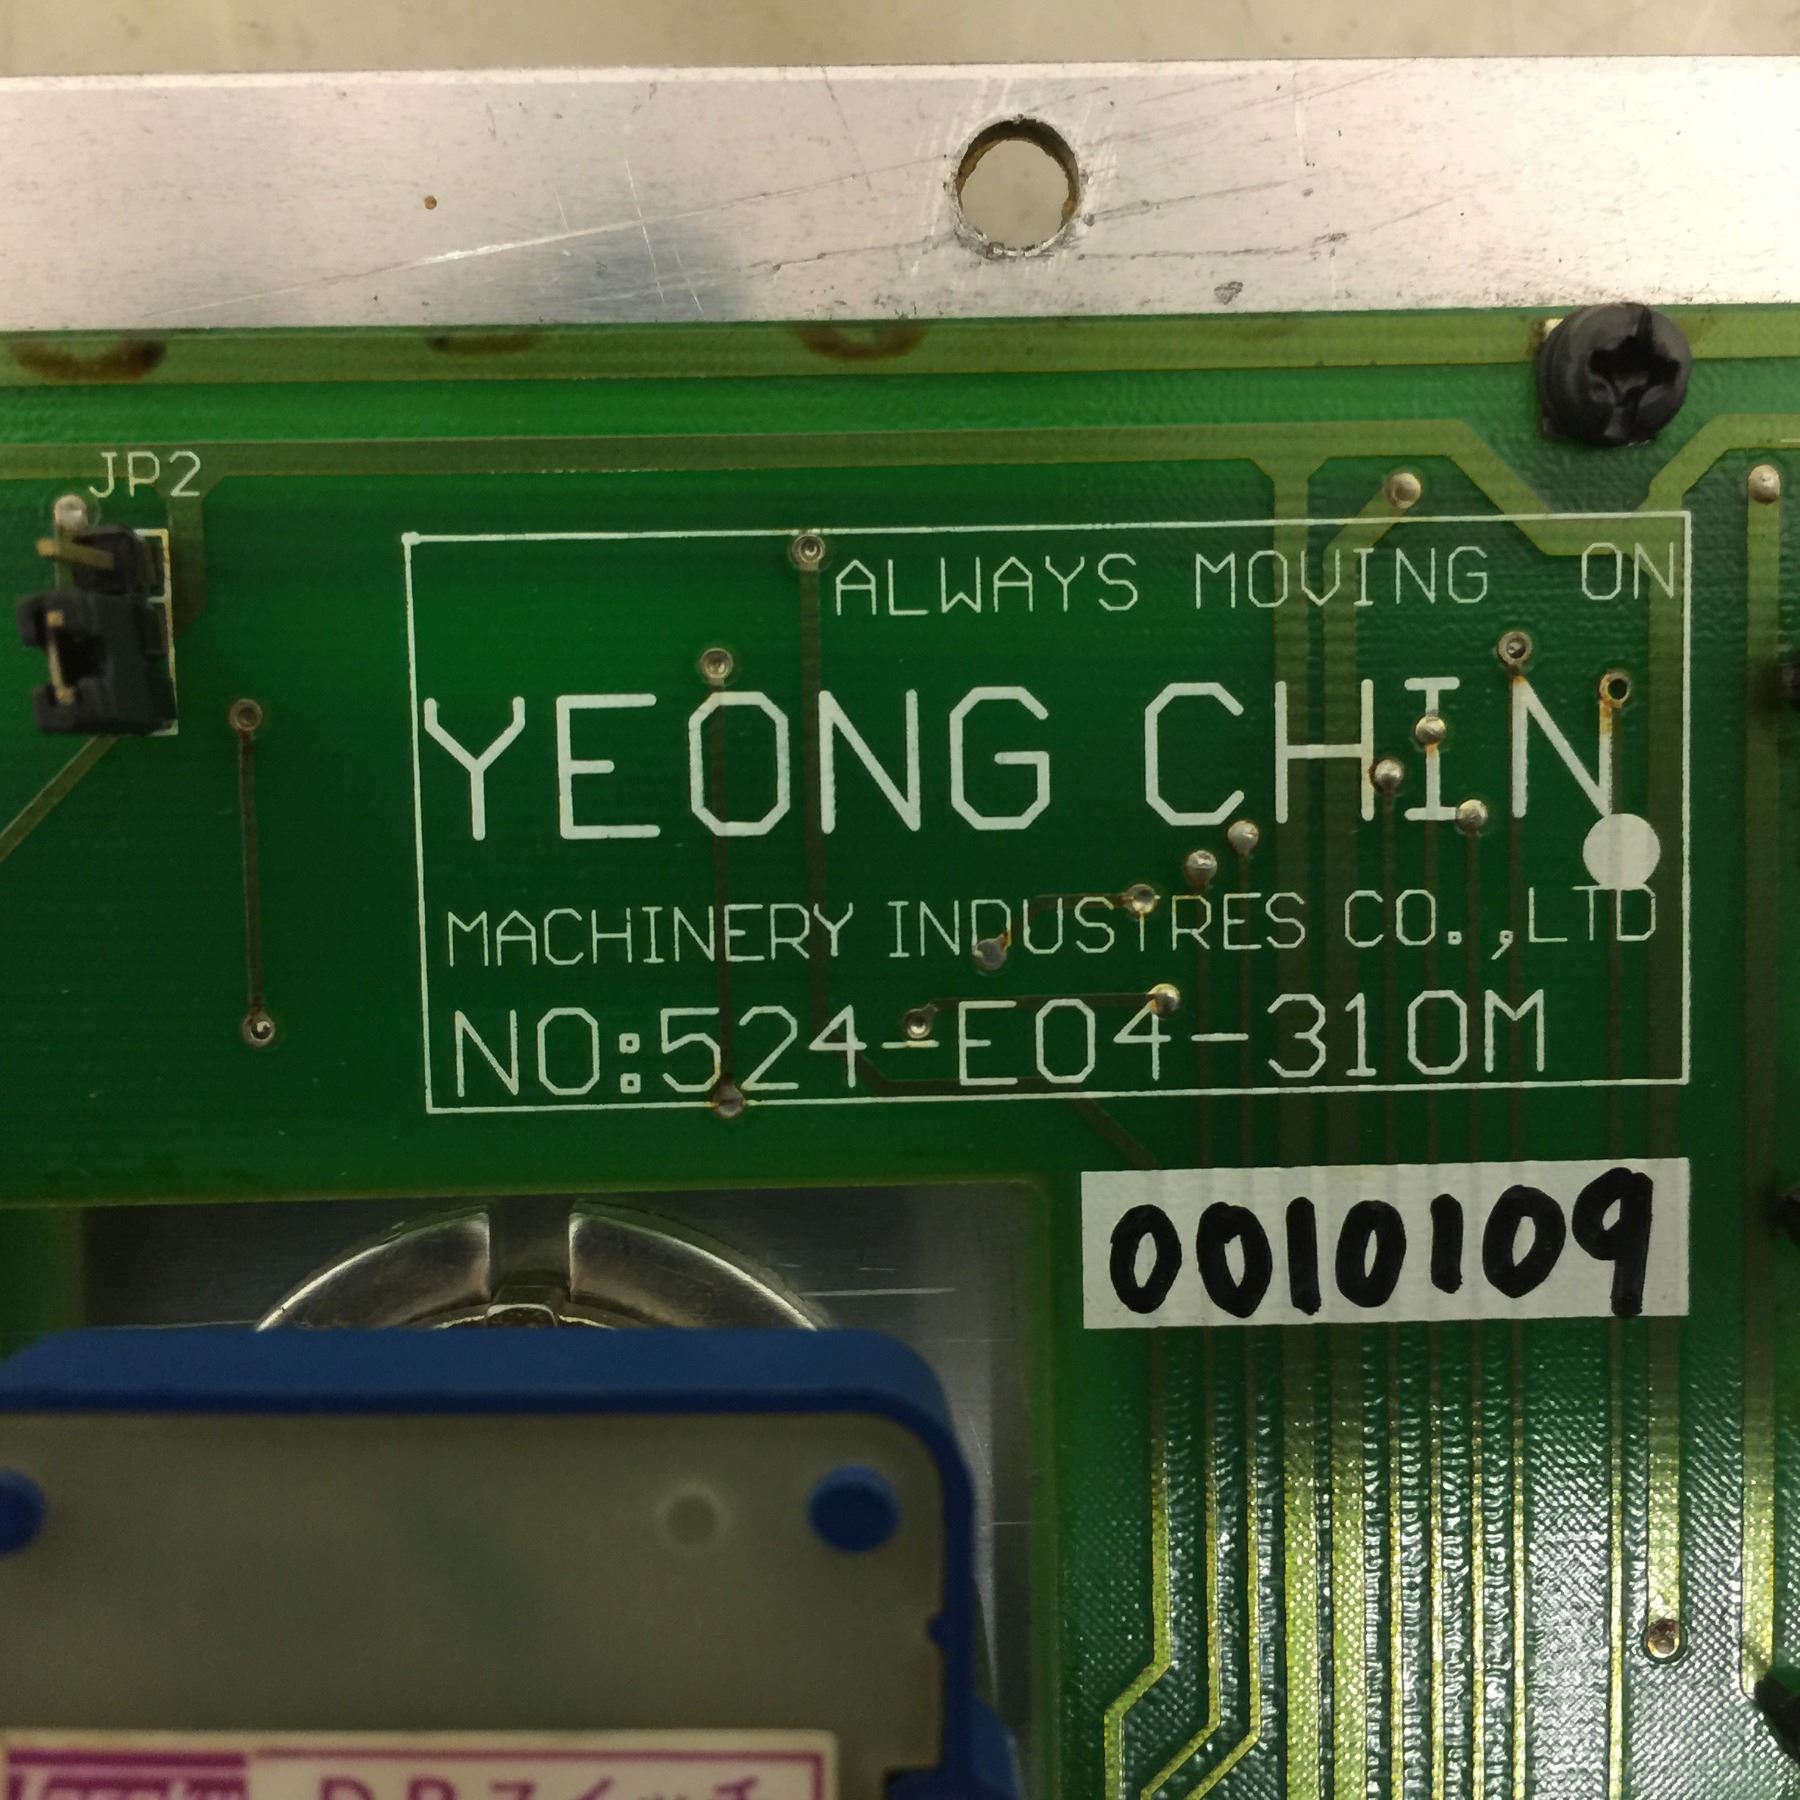 JP2
ALWAYS MOVING ON
YEONG CHIN
MACHINERY INDUSTRES CO.,LTD
NO:524-E04-310M
0010109